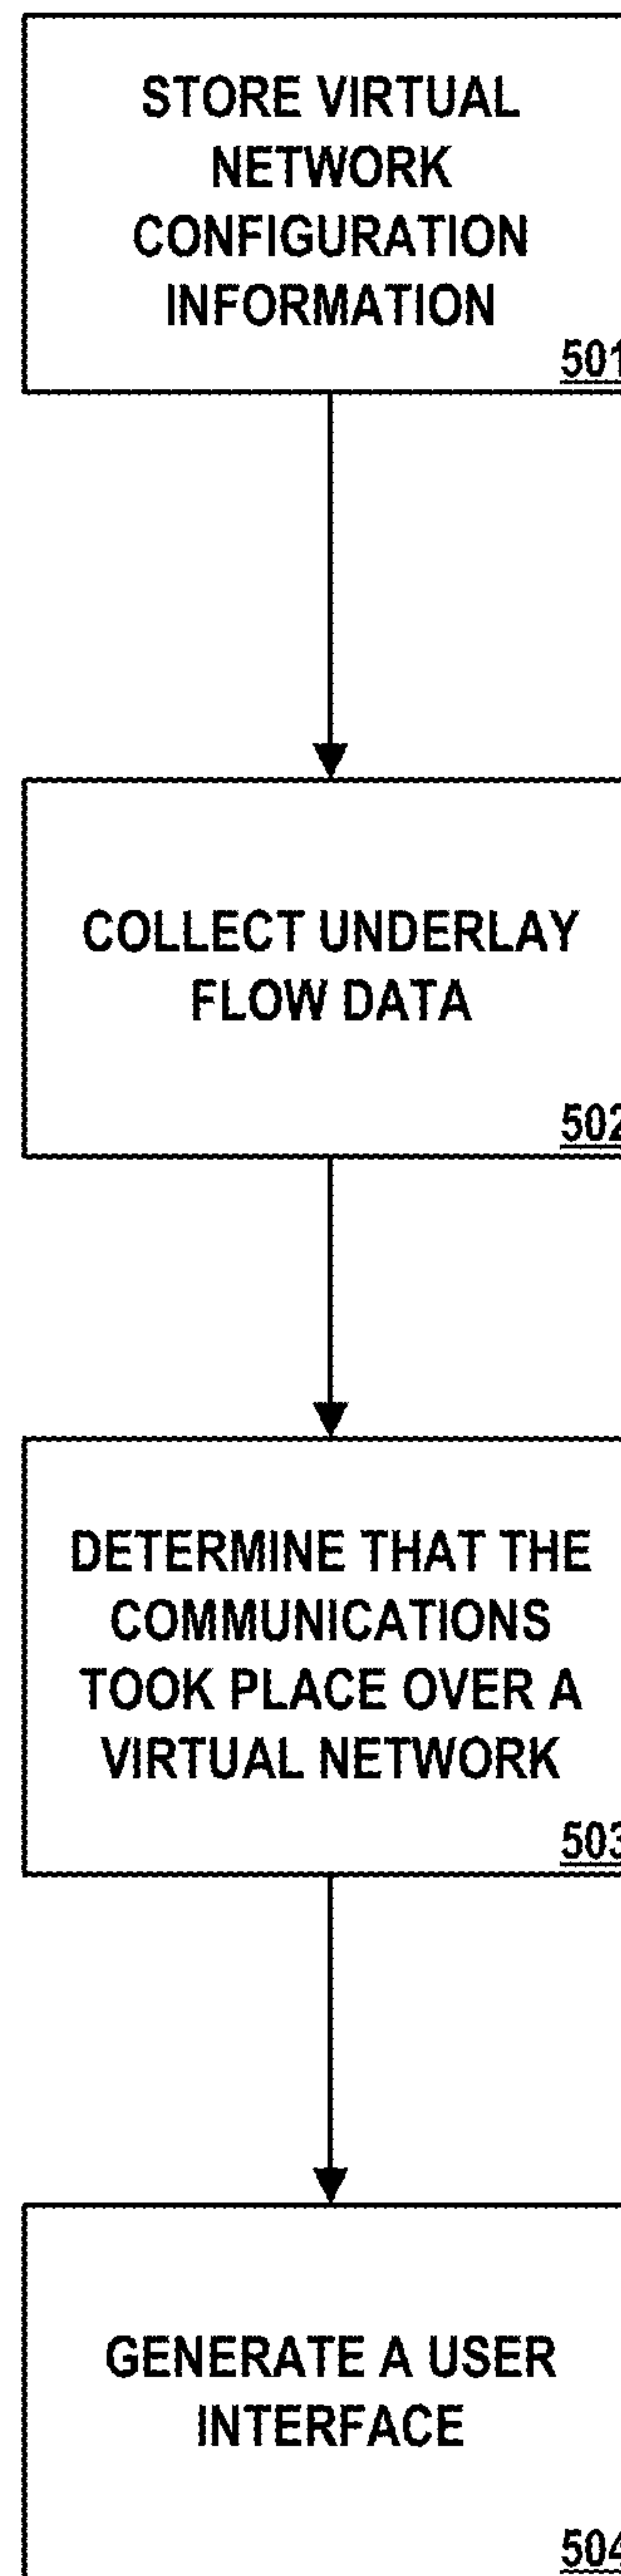 STORE VIRTUAL
NETWORK
CONFIGURATION
INFORMATION
501
COLLECT UNDERLAY
FLOW DATA
502
DETERMINE THAT THE
COMMUNICATIONS
TOOK PLACE OVER A
VIRTUAL NETWORK
503
GENERATE A USER
INTERFACE
504